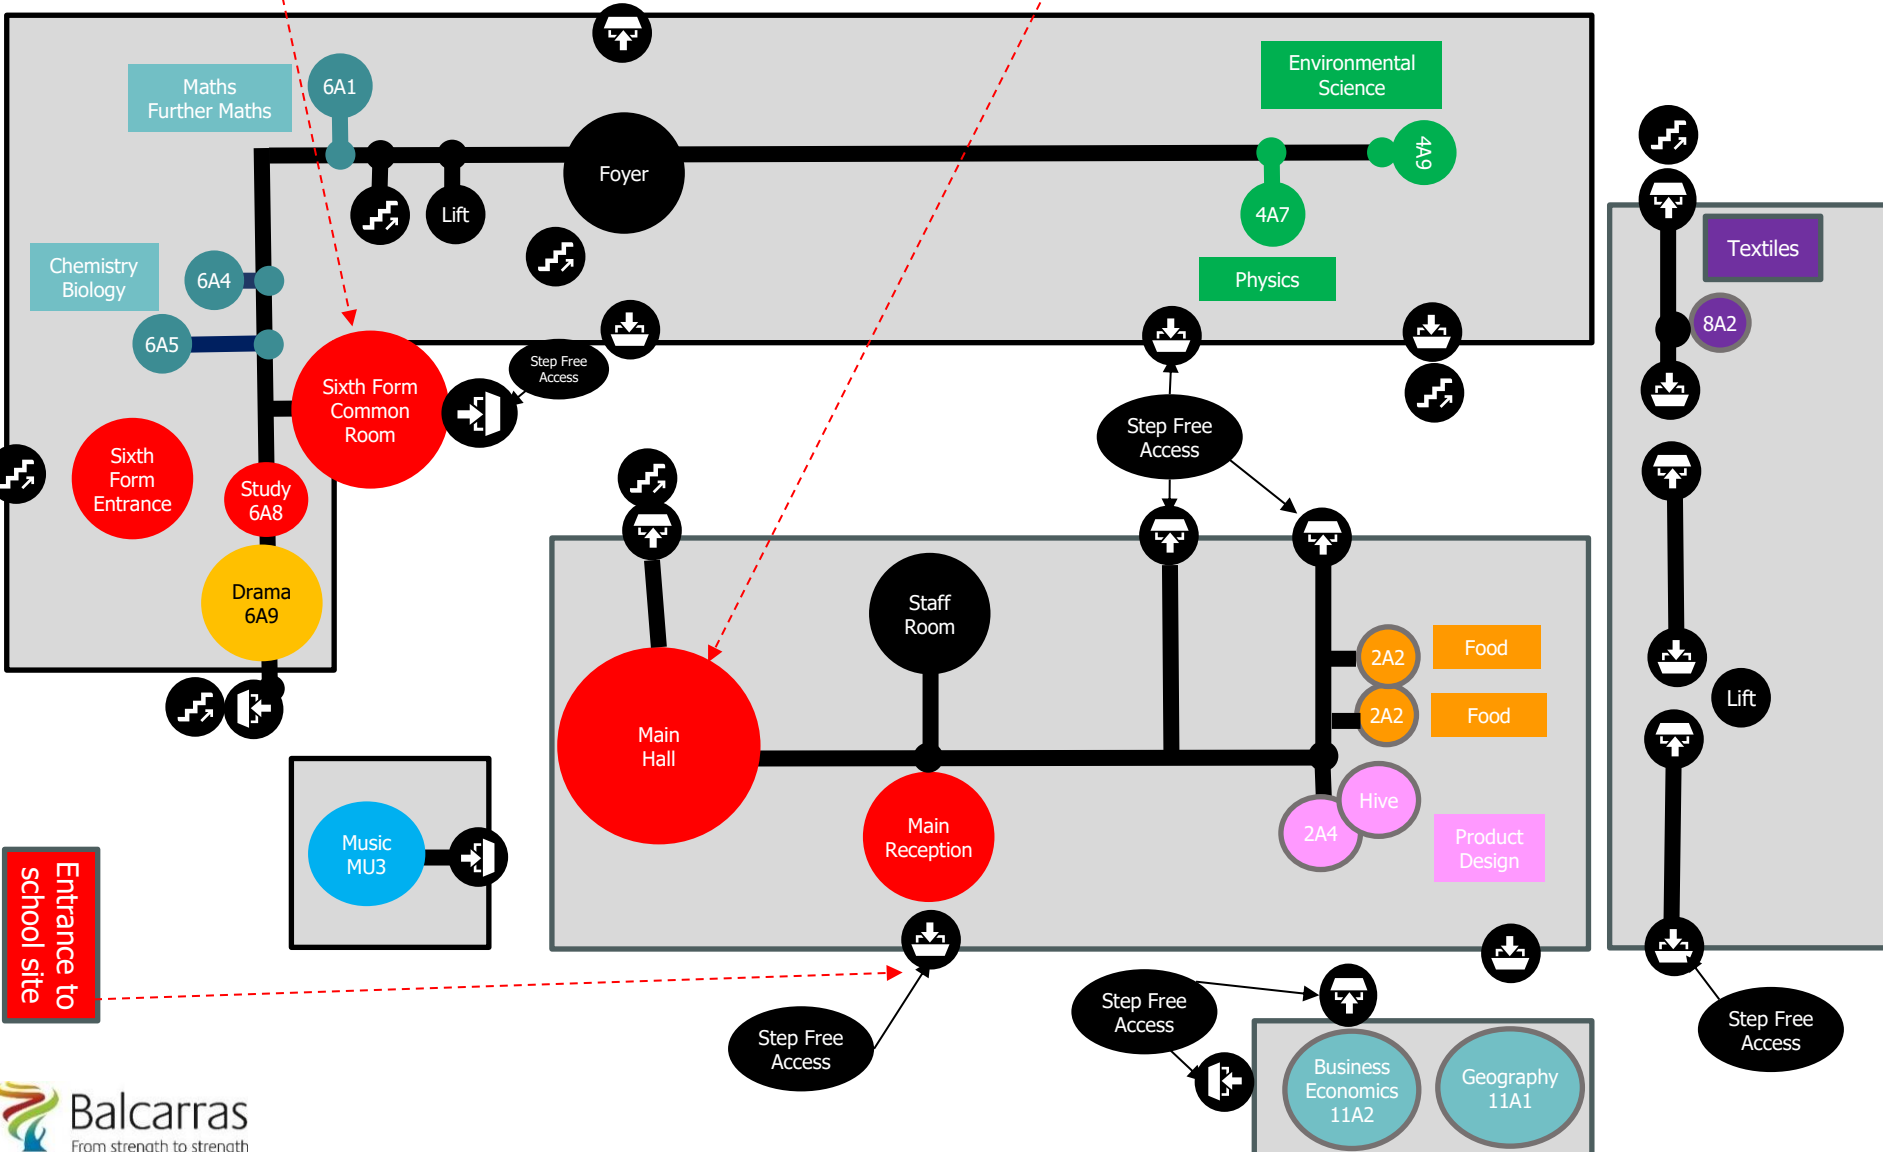 Maths
Further Maths
6A1
Foyer
Lift
Environmental
Science
4A9
4A7
Physics
Chemistry
Biology
6A4
6A5
Sixth Form
Common
Room
Step Free
Access
Sixth
Form
Entrance
Study
6A8
Drama
6A9
Step Free
Access
Textiles
8A2
Lift
Staff
Room
Main
Hall
Main
Reception
2A2
Food
2A2
Food
Hive
2A4
Product
Design
Music
MU3
Entrance to
school site
Step Free
Access
Step Free
Access
Business
Economics
11A2
Geography
11A1
Step Free
Access
Balcarras
From strength to strength